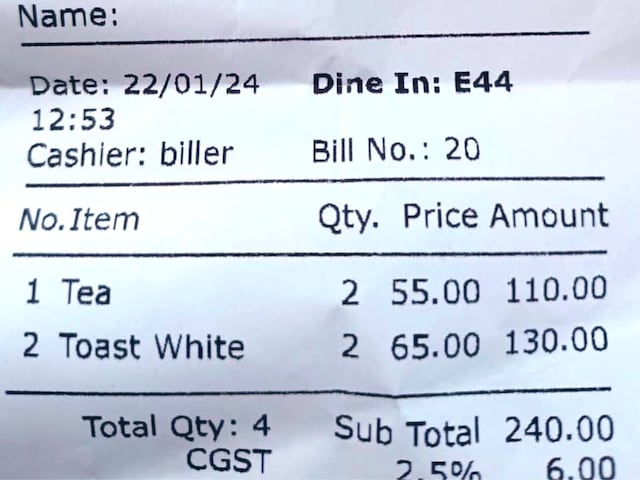 Name:
Date: 22/01/24 Dine In: E44
12:53
Cashier: biller Bill No.: 20
No.Item Qty. Price Amount
1 Tea 2 55.00 110.00
2 Toast White 2 65.00 130.00
Total Qty: 4 Sub Total 240.00
CGST 2.5% 6.00